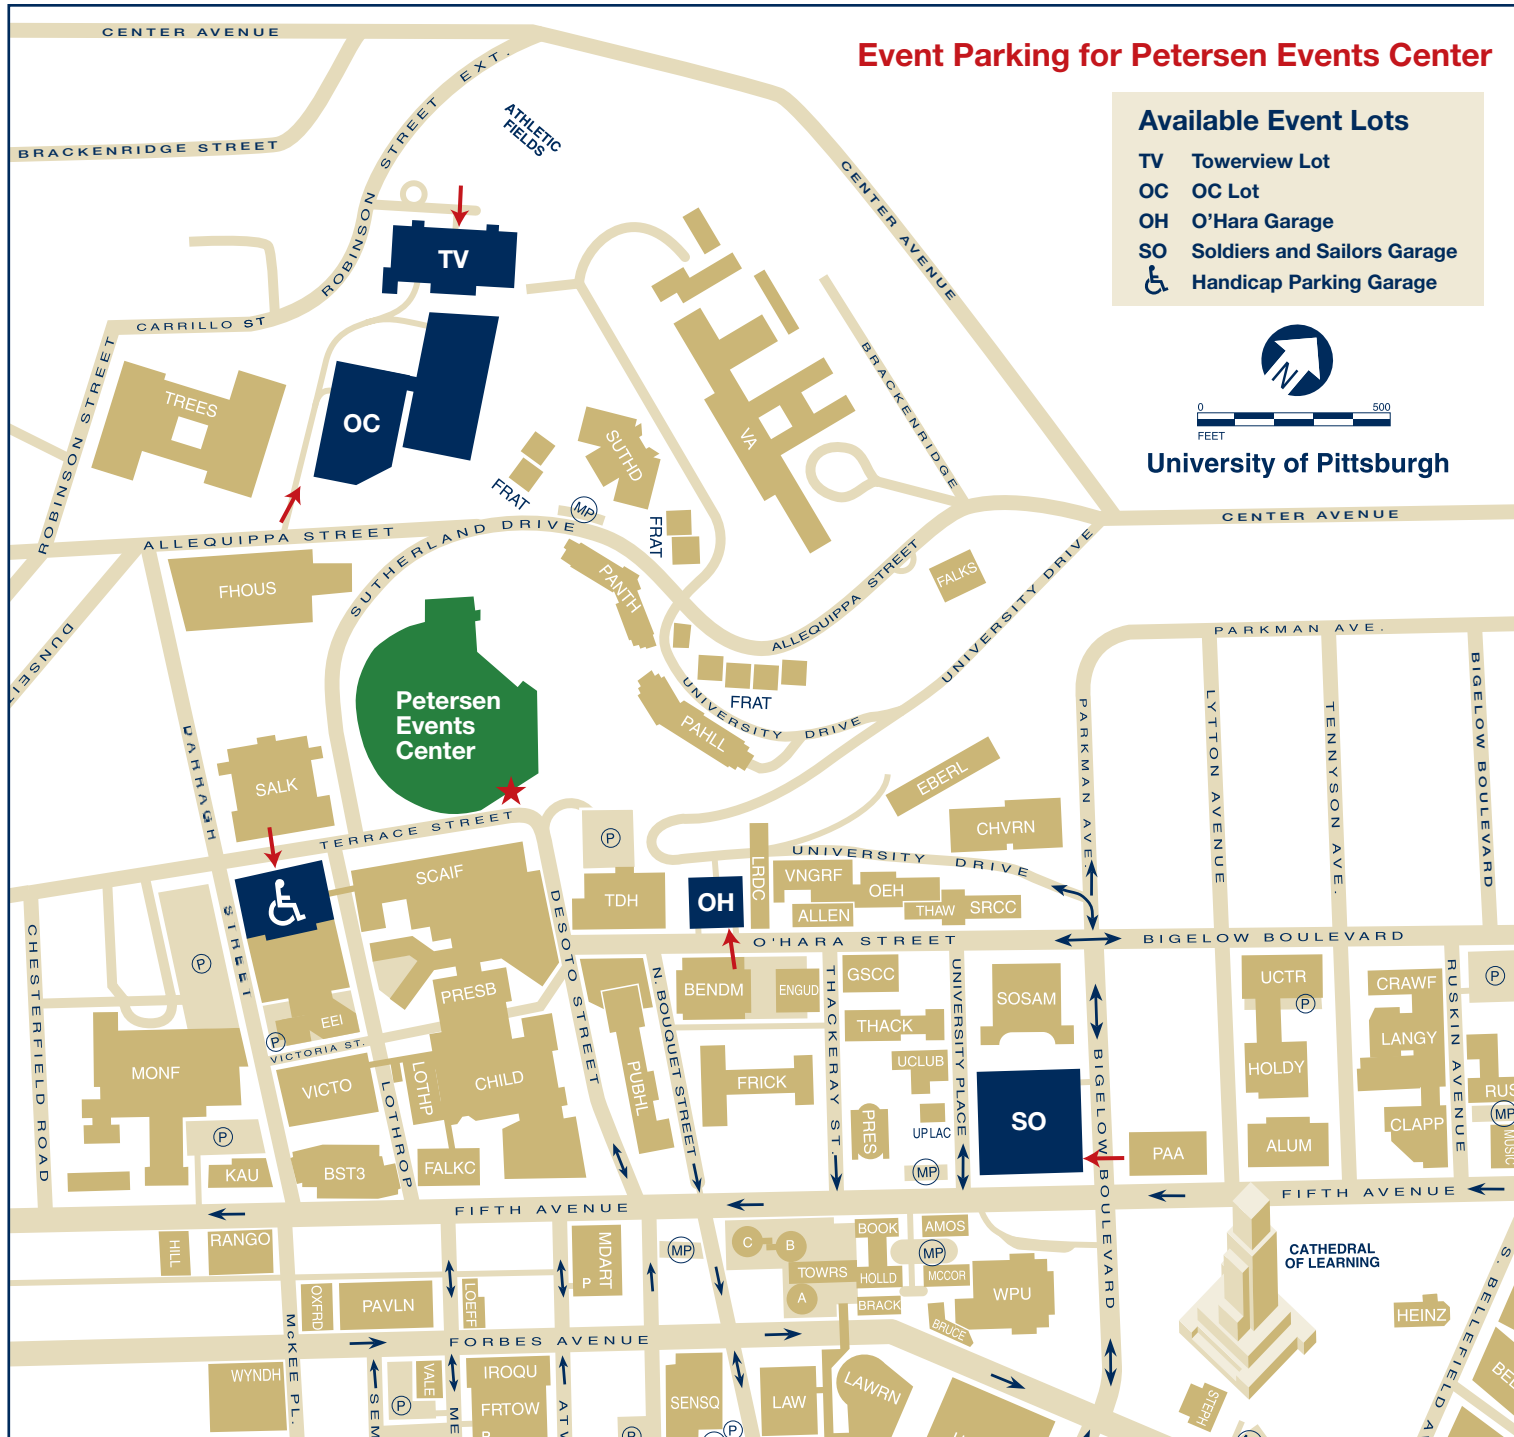 CENTER AVENUE
Event Parking for Petersen Events Center
Available Event Lots
TV Towerview Lot
OC OC Lot
OH O'Hara Garage
SO Soldiers and Sailors Garage
Handicap Parking Garage
N
0 500
FEET
University of Pittsburgh
ROBINSON STREET EXT.
ATHLETIC
FIELDS
BRACKENRIDGE STREET
CENTER AVENUE
TV
CARRILLO ST
ROBINSON STREET
TREES
OC
BRACKENRIDGE
VA
SUTHD
FRAT
MP
FRAT
CENTER AVENUE
ALLEQUIPPA STREET
SUTHERLAND DRIVE
FHOUS
PANTH
ALLEQUIPPA STREET
FALKS
UNIVERSITY DRIVE
DUNSEIT
PARKMAN AVE.
Petersen
Events
Center
FRAT
UNIVERSITY DRIVE
PAHLL
PARKMAN AVE.
LYTTON AVENUE
TENNYSON AVE.
BIGELOW BOULEVARD
DARRAGH STREET
SALK
TERRACE STREET
EBERL
CHVRN
P
SCAIF
TDH
OH
LRDC
UNIVERSITY DRIVE
VNGRF
OEH
ALLEN
THAW
SRCC
DESOTO STREET
O'HARA STREET
BIGELOW BOULEVARD
CHESTERFIELD ROAD
P
PRESB
EEI
P
VICTORIA ST.
N. BOUQUET STREET
BENDM
ENGUD
THACKERAY ST.
GSCC
UNIVERSITY PLACE
SOSAM
UCTR
P
CRAWF
RUSKIN AVENUE
P
MONF
VICTO
LOTHROP
LOTHP
CHILD
PUBHL
FRICK
THACK
UCLUB
PRES
UPLAC
MP
SO
BIGELOW BOULEVARD
HOLDY
LANGY
RUS
MP
MUSIC
P
KAU
BST3
FALKC
PAA
ALUM
CLAPP
FIFTH AVENUE
FIFTH AVENUE
HILL
RANGO
MDART
P
MP
C
B
A
TOWRS
BOOK
AMOS
MP
HOLLD
MCCOR
BRACK
BRUCE
WPU
CATHEDRAL
OF LEARNING
HEINZ
S. BELLEFIELD A
OXFRD
PAVLN
LOEFF
McKEE PL.
FORBES AVENUE
WYNDH
SEM
P
VALE
ME
IROQU
FRTOW
ATW
SENSQ
P
P
LAW
LAWRN
STEPH
BEL